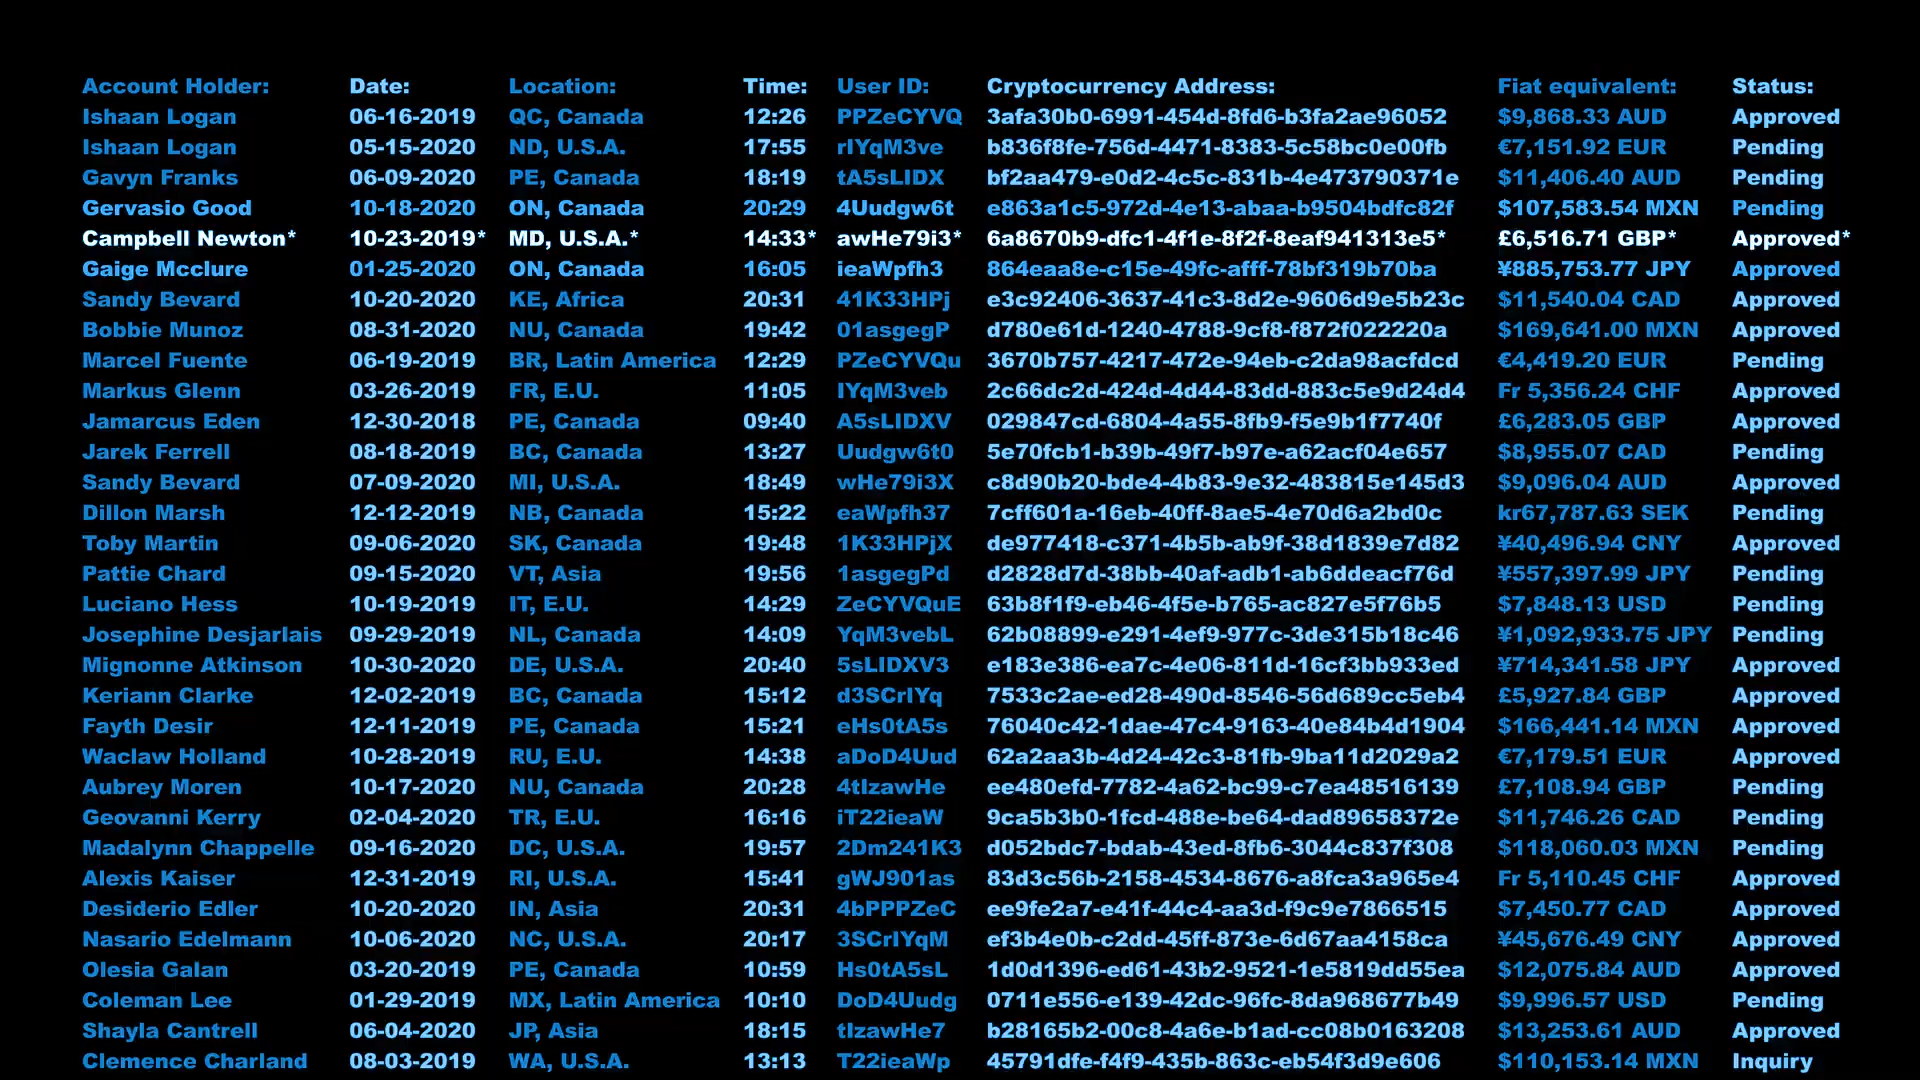 Account Holder: Date: Location: Time: User ID: Cryptocurrency Address: Fiat equivalent: Status:
Ishaan Logan 06-16-2019 QC, Canada 12:26 PPZeCYVQ 3afa30b0-6991-454d-8fd6-b3fa2ae96052 $9,868.33 AUD Approved
Ishaan Logan 05-15-2020 ND, U.S.A. 17:55 rIYqM3ve b836f8fe-756d-4471-8383-5c58bc0e00fb €7,151.92 EUR Pending
Gavyn Franks 06-09-2020 PE, Canada 18:19 tA5sLIDX bf2aa479-e0d2-4c5c-831b-4e473790371e $11,406.40 AUD Pending
Gervasio Good 10-18-2020 ON, Canada 20:29 4Uudgw6t e863a1c5-972d-4e13-abaa-b9504bdfc82f $107,583.54 MXN Pending
Campbell Newton* 10-23-2019* MD, U.S.A.* 14:33* awHe79i3* 6a8670b9-dfc1-4f1e-8f2f-8eaf941313e5* £6,516.71 GBP* Approved*
Gaige Mcclure 01-25-2020 ON, Canada 16:05 ieaWpfh3 864eaa8e-c15e-49fc-afff-78bf319b70ba ¥885,753.77 JPY Approved
Sandy Bevard 10-20-2020 KE, Africa 20:31 41K33HPj e3c92406-3637-41c3-8d2e-9606d9e5b23c $11,540.04 CAD Approved
Bobbie Munoz 08-31-2020 NU, Canada 19:42 01asgegP d780e61d-1240-4788-9cf8-f872f022220a $169,641.00 MXN Approved
Marcel Fuente 06-19-2019 BR, Latin America 12:29 PZeCYVQu 3670b757-4217-472e-94eb-c2da98acfdcd €4,419.20 EUR Pending
Markus Glenn 03-26-2019 FR, E.U. 11:05 IYqM3veb 2c66dc2d-424d-4d44-83dd-883c5e9d24d4 Fr 5,356.24 CHF Approved
Jamarcus Eden 12-30-2018 PE, Canada 09:40 A5sLIDXV 029847cd-6804-4a55-8fb9-f5e9b1f7740f £6,283.05 GBP Approved
Jarek Ferrell 08-18-2019 BC, Canada 13:27 Uudgw6t0 5e70fcb1-b39b-49f7-b97e-a62acf04e657 $8,955.07 CAD Pending
Sandy Bevard 07-09-2020 MI, U.S.A. 18:49 wHe79i3X c8d90b20-bde4-4b83-9e32-483815e145d3 $9,096.04 AUD Approved
Dillon Marsh 12-12-2019 NB, Canada 15:22 eaWpfh37 7cff601a-16eb-40ff-8ae5-4e70d6a2bd0c kr67,787.63 SEK Pending
Toby Martin 09-06-2020 SK, Canada 19:48 1K33HPjX de977418-c371-4b5b-ab9f-38d1839e7d82 ¥40,496.94 CNY Approved
Pattie Chard 09-15-2020 VT, Asia 19:56 1asgegPd d2828d7d-38bb-40af-adb1-ab6ddeacf76d ¥557,397.99 JPY Pending
Luciano Hess 10-19-2019 IT, E.U. 14:29 ZeCYVQuE 63b8f1f9-eb46-4f5e-b765-ac827e5f76b5 $7,848.13 USD Pending
Josephine Desjarlais 09-29-2019 NL, Canada 14:09 YqM3vebL 62b08899-e291-4ef9-977c-3de315b18c46 ¥1,092,933.75 JPY Pending
Mignonne Atkinson 10-30-2020 DE, U.S.A. 20:40 5sLIDXV3 e183e386-ea7c-4e06-811d-16cf3bb933ed ¥714,341.58 JPY Approved
Keriann Clarke 12-02-2019 BC, Canada 15:12 d3SCrIYq 7533c2ae-ed28-490d-8546-56d689cc5eb4 £5,927.84 GBP Approved
Fayth Desir 12-11-2019 PE, Canada 15:21 eHs0tA5s 76040c42-1dae-47c4-9163-40e84b4d1904 $166,441.14 MXN Approved
Waclaw Holland 10-28-2019 RU, E.U. 14:38 aDoD4Uud 62a2aa3b-4d24-42c3-81fb-9ba11d2029a2 €7,179.51 EUR Approved
Aubrey Moren 10-17-2020 NU, Canada 20:28 4tIzawHe ee480efd-7782-4a62-bc99-c7ea48516139 £7,108.94 GBP Pending
Geovanni Kerry 02-04-2020 TR, E.U. 16:16 iT22ieaW 9ca5b3b0-1fcd-488e-be64-dad89658372e $11,746.26 CAD Pending
Madalynn Chappelle 09-16-2020 DC, U.S.A. 19:57 2Dm241K3 d052bdc7-bdab-43ed-8fb6-3044c837f308 $118,060.03 MXN Pending
Alexis Kaiser 12-31-2019 RI, U.S.A. 15:41 gWJ901as 83d3c56b-2158-4534-8676-a8fca3a965e4 Fr 5,110.45 CHF Approved
Desiderio Edler 10-20-2020 IN, Asia 20:31 4bPPPZeC ee9fe2a7-e41f-44c4-aa3d-f9c9e7866515 $7,450.77 CAD Approved
Nasario Edelmann 10-06-2020 NC, U.S.A. 20:17 3SCrIYqM ef3b4e0b-c2dd-45ff-873e-6d67aa4158ca ¥45,676.49 CNY Approved
Olesia Galan 03-20-2019 PE, Canada 10:59 Hs0tA5sL 1d0d1396-ed61-43b2-9521-1e5819dd55ea $12,075.84 AUD Approved
Coleman Lee 01-29-2019 MX, Latin America 10:10 DoD4Uudg 0711e556-e139-42dc-96fc-8da968677b49 $9,996.57 USD Pending
Shayla Cantrell 06-04-2020 JP, Asia 18:15 tIzawHe7 b28165b2-00c8-4a6e-b1ad-cc08b0163208 $13,253.61 AUD Approved
Clemence Charland 08-03-2019 WA, U.S.A. 13:13 T22ieaWp 45791dfe-f4f9-435b-863c-eb54f3d9e606 $110,153.14 MXN Inquiry